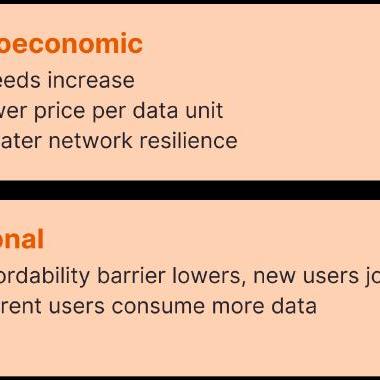 oeconomic
eeds increase
wer price per data unit
ater network resilience
onal
ordability barrier lowers, new users jo
rent users consume more data